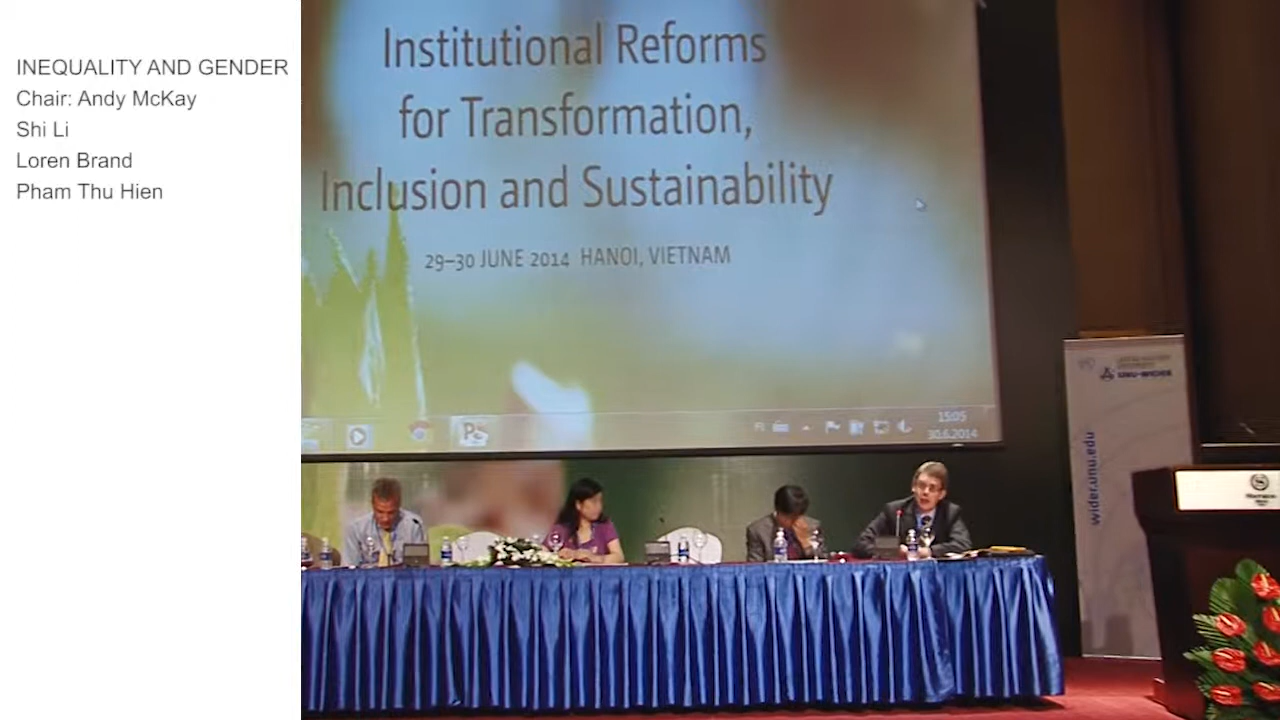 INEQUALITY AND GENDER
Chair: Andy McKay
Shi Li
Loren Brand
Pham Thu Hien
Institutional Reforms
for Transformation,
Inclusion and Sustainability
29–30 JUNE 2014 HANOI, VIETNAM
15:05
30.6.2014
UNU-WIDER
wider.unu.edu